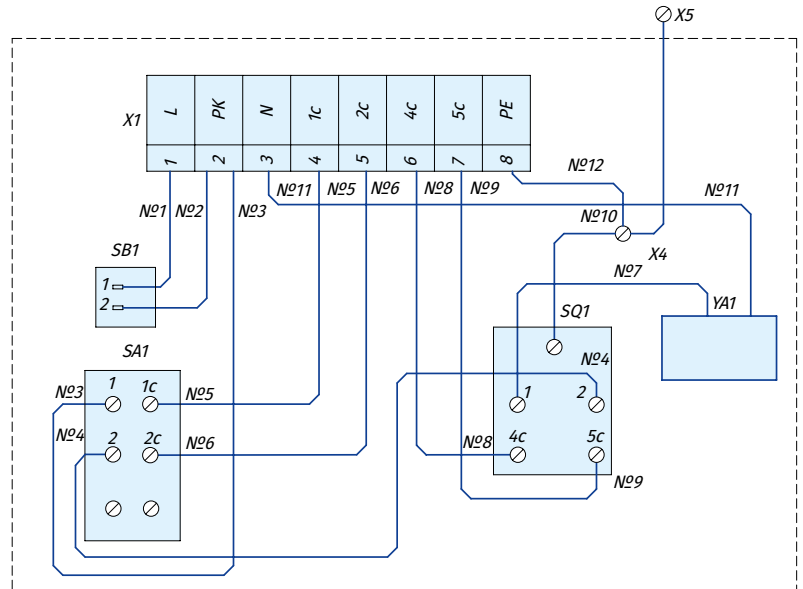 X5
X1
L PK N 1c 2c 4c 5c PE
1 2 3 4 5 6 7 8
№12
№1 №2 №3 №11 №5 №6 №8 №9 №11
№10
X4
SB1
1
2
№7
SQ1
YA1
SA1
№4
№3 1 1c №5
1 2
№4 2 2c №6
№8 4c 5c
№9